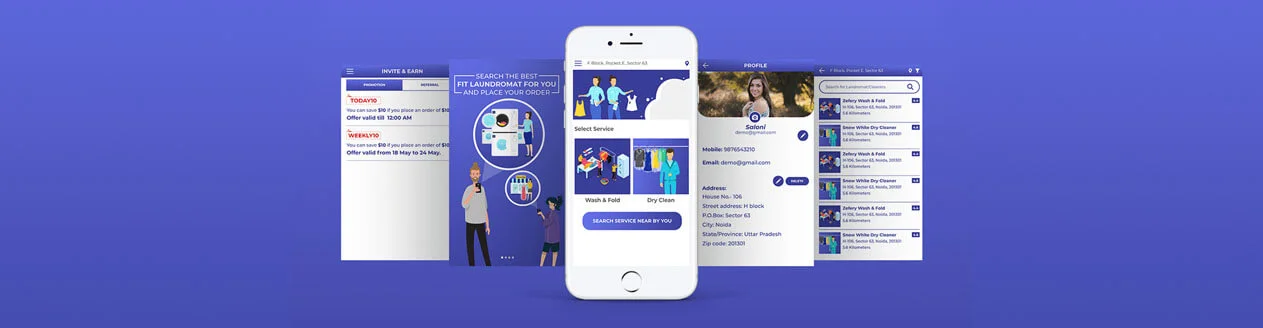 INVITE & EARN
PROMOTION
REFERRAL
TODAY10
You can save $10 if you place an order of $10
Offer valid till 12:00 AM
WEEKLY10
You can save $10 if you place an order of $10
Offer valid from 18 May to 24 May.
SEARCH THE BEST
FIT LAUNDROMAT FOR YOU
AND PLACE YOUR ORDER
F Block, Pocket E, Sector 63
Select Service
Wash & Fold
Dry Clean
SEARCH SERVICE NEAR BY YOU
PROFILE
Saloni
demo@gmail.com
Mobile: 9876543210
Email: demo@gmail.com
DELETE
Address:
House No.- 106
Street address: H block
P.O.Box: Sector 63
City: Noida
State/Province: Uttar Pradesh
Zip code: 201301
F Block, Pocket E, Sector 63
Search for Laundromat/Cleaners
Zefery Wash & Fold
H-106, Sector 63, Noida, 201301
5.6 Kilometers
Snow White Dry Cleaner
H-106, Sector 63, Noida, 201301
5.6 Kilometers
Zefery Wash & Fold
H-106, Sector 63, Noida, 201301
5.6 Kilometers
Snow White Dry Cleaner
H-106, Sector 63, Noida, 201301
5.6 Kilometers
Zefery Wash & Fold
H-106, Sector 63, Noida, 201301
5.6 Kilometers
Snow White Dry Cleaner
H-106, Sector 63, Noida, 201301
5.6 Kilometers